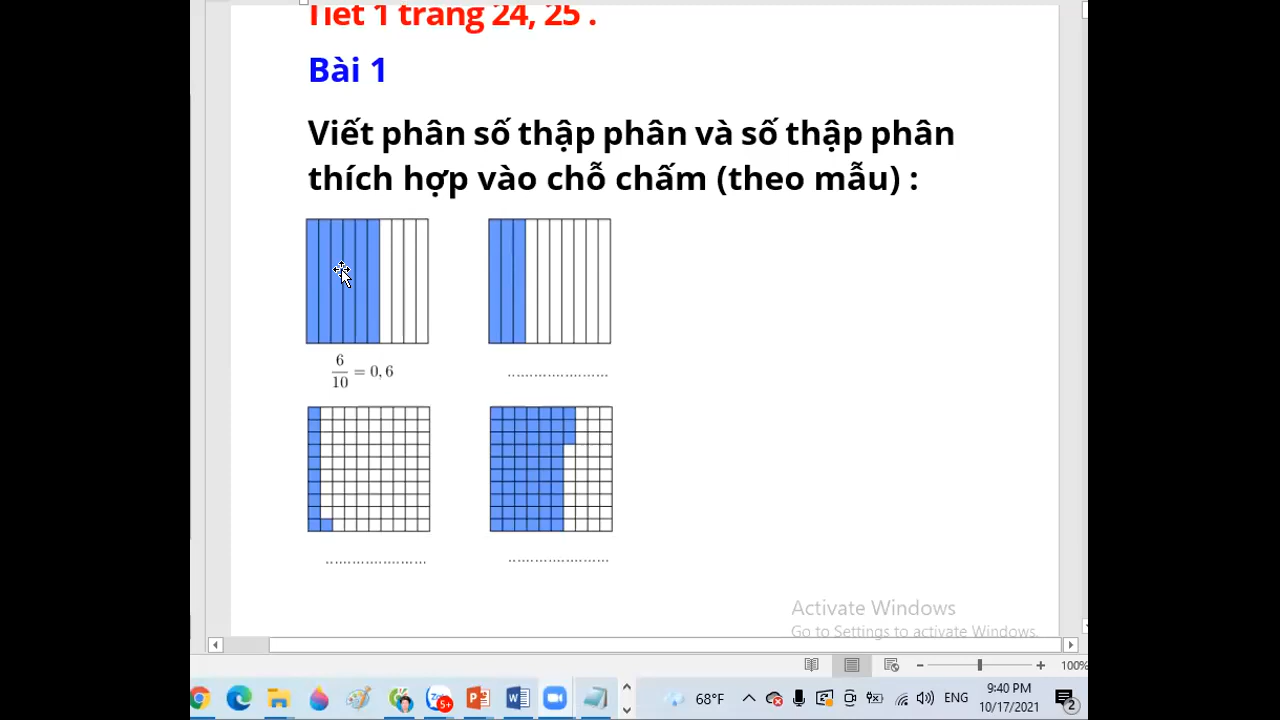 Tiết 1 trang 24, 25 .
Bài 1
Viết phân số thập phân và số thập phân
thích hợp vào chỗ chấm (theo mẫu) :
6/10 = 0, 6
........................
........................
........................
Activate Windows
Go to Settings to activate Windows.
100%
5+
68°F
ENG
9:40 PM
10/17/2021
2